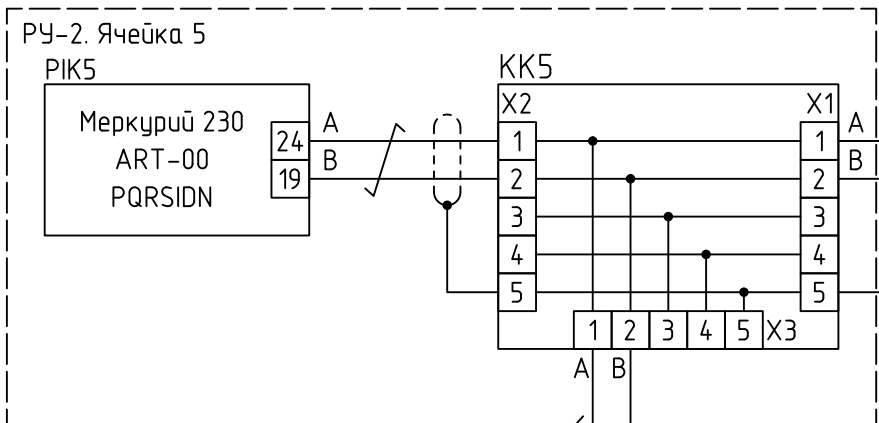 РУ-2. Ячейка 5
PIK5
KK5
Меркурий 230
ART-00
PQRSIDN
24 A
19 B
X2 X1
1 1 A
2 2 B
3 3
4 4
5 5
1 2 3 4 5 X3
A B